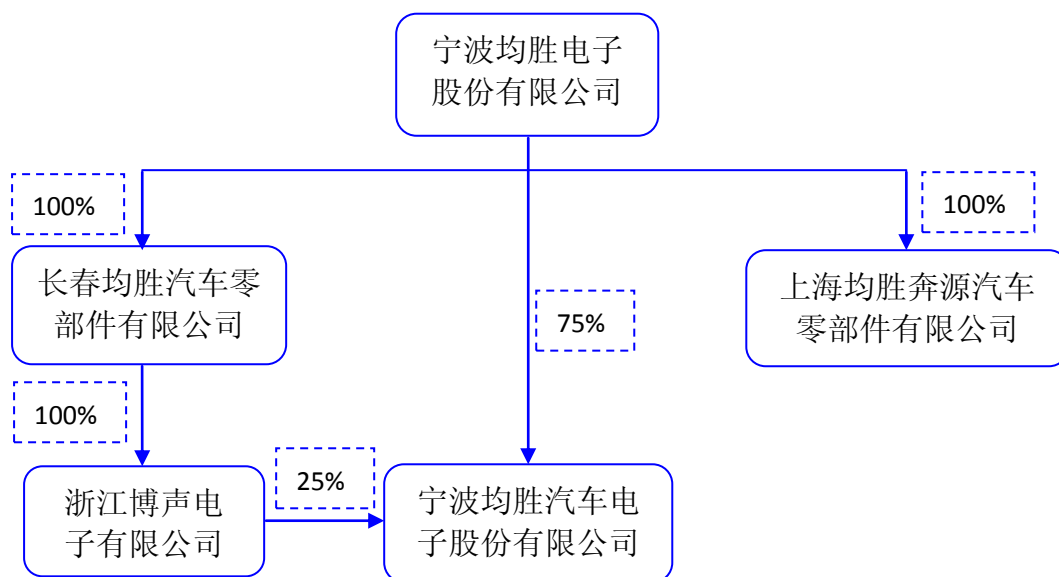 宁波均胜电子
股份有限公司
100%
100%
长春均胜汽车零
部件有限公司
75%
上海均胜奔源汽车
零部件有限公司
100%
浙江博声电
子有限公司
25%
宁波均胜汽车电
子股份有限公司